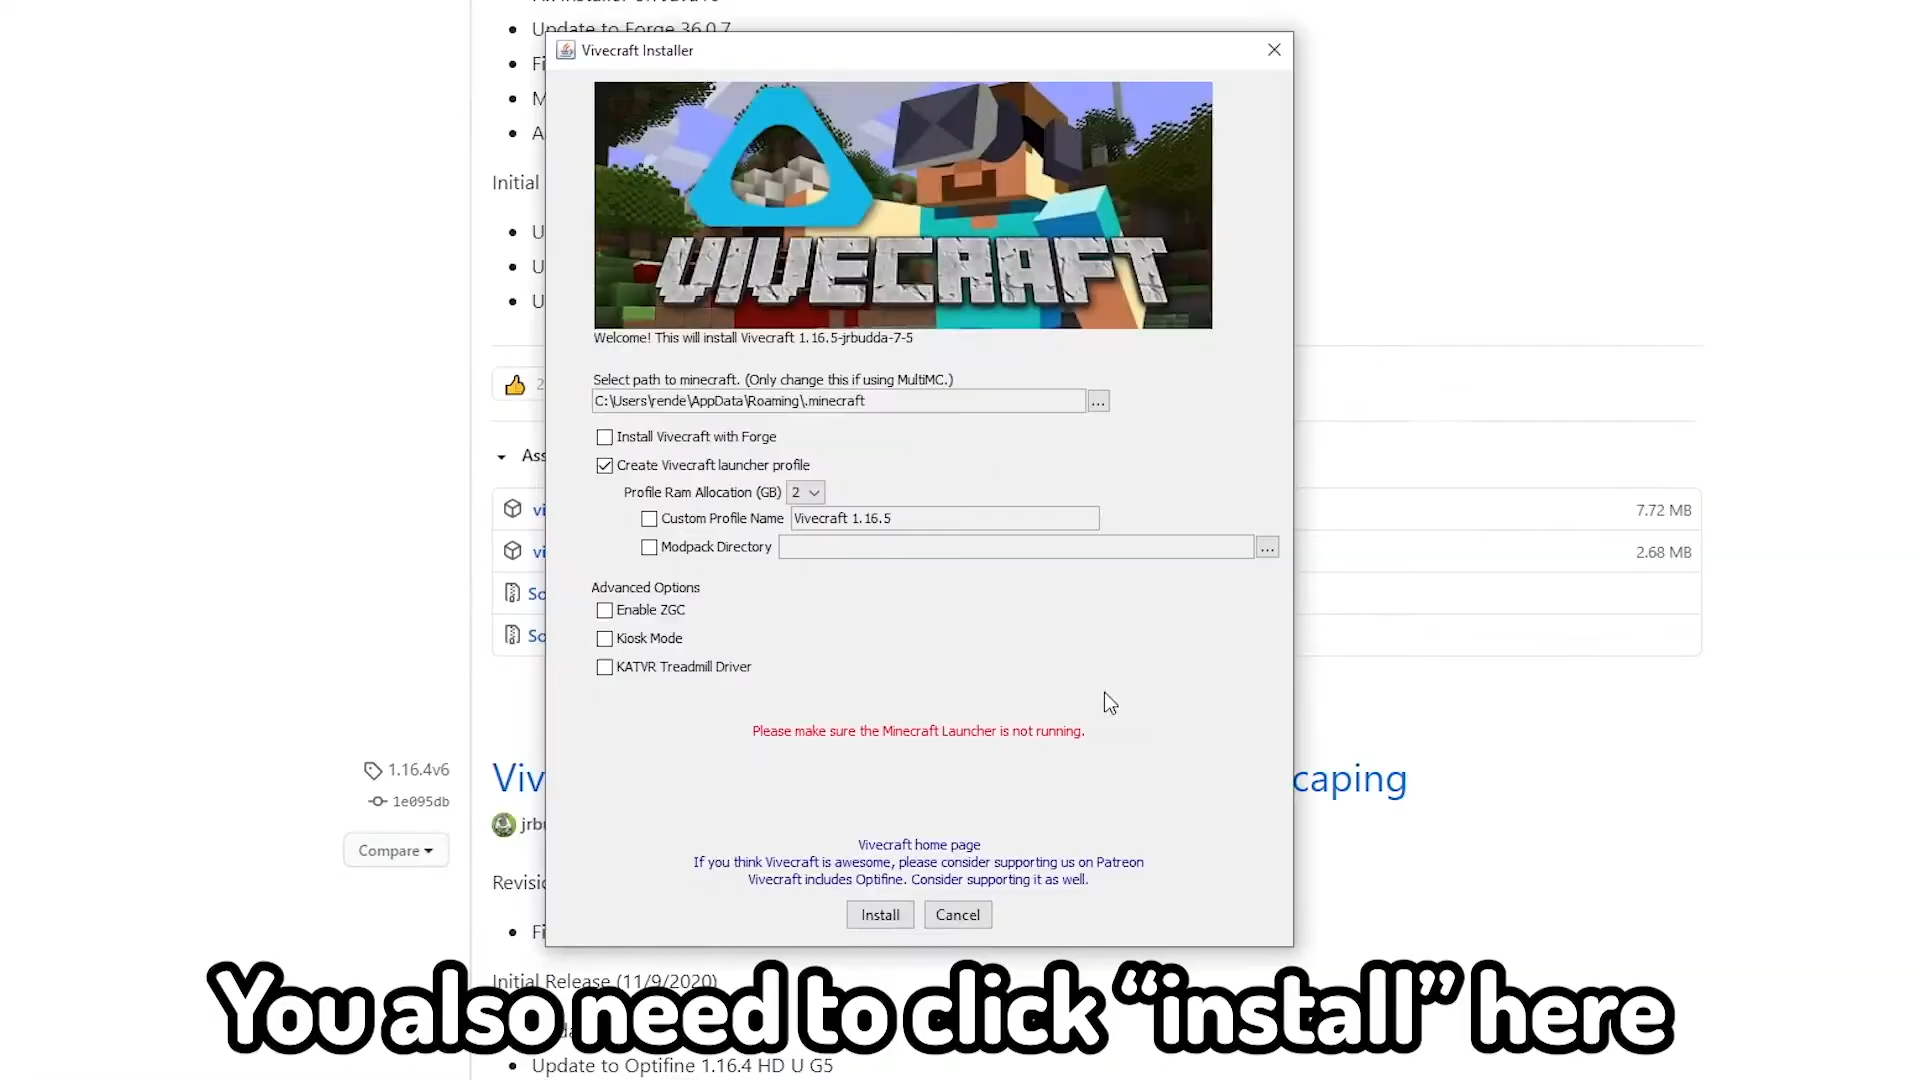 Update to Forge 36.0.7
Vivecraft Installer
Initial
VIVECRAFT
Welcome! This will install Vivecraft 1.16.5-jrbudda-7-5
Select path to minecraft. (Only change this if using MultiMC.)
C:\Users\rende\AppData\Roaming\.minecraft
...
Install Vivecraft with Forge
Create Vivecraft launcher profile
Profile Ram Allocation (GB) 2
Custom Profile Name Vivecraft 1.16.5
Modpack Directory ...
7.72 MB
2.68 MB
Advanced Options
Enable ZGC
Kiosk Mode
KATVR Treadmill Driver
Please make sure the Minecraft Launcher is not running.
1.16.4v6
1e095db
Compare
Viv
caping
Vivecraft home page
If you think Vivecraft is awesome, please consider supporting us on Patreon
Vivecraft includes Optifine. Consider supporting it as well.
Install Cancel
Initial Release (11/9/2020)
You also need to click “install” here
Update to Optifine 1.16.4 HD U G5